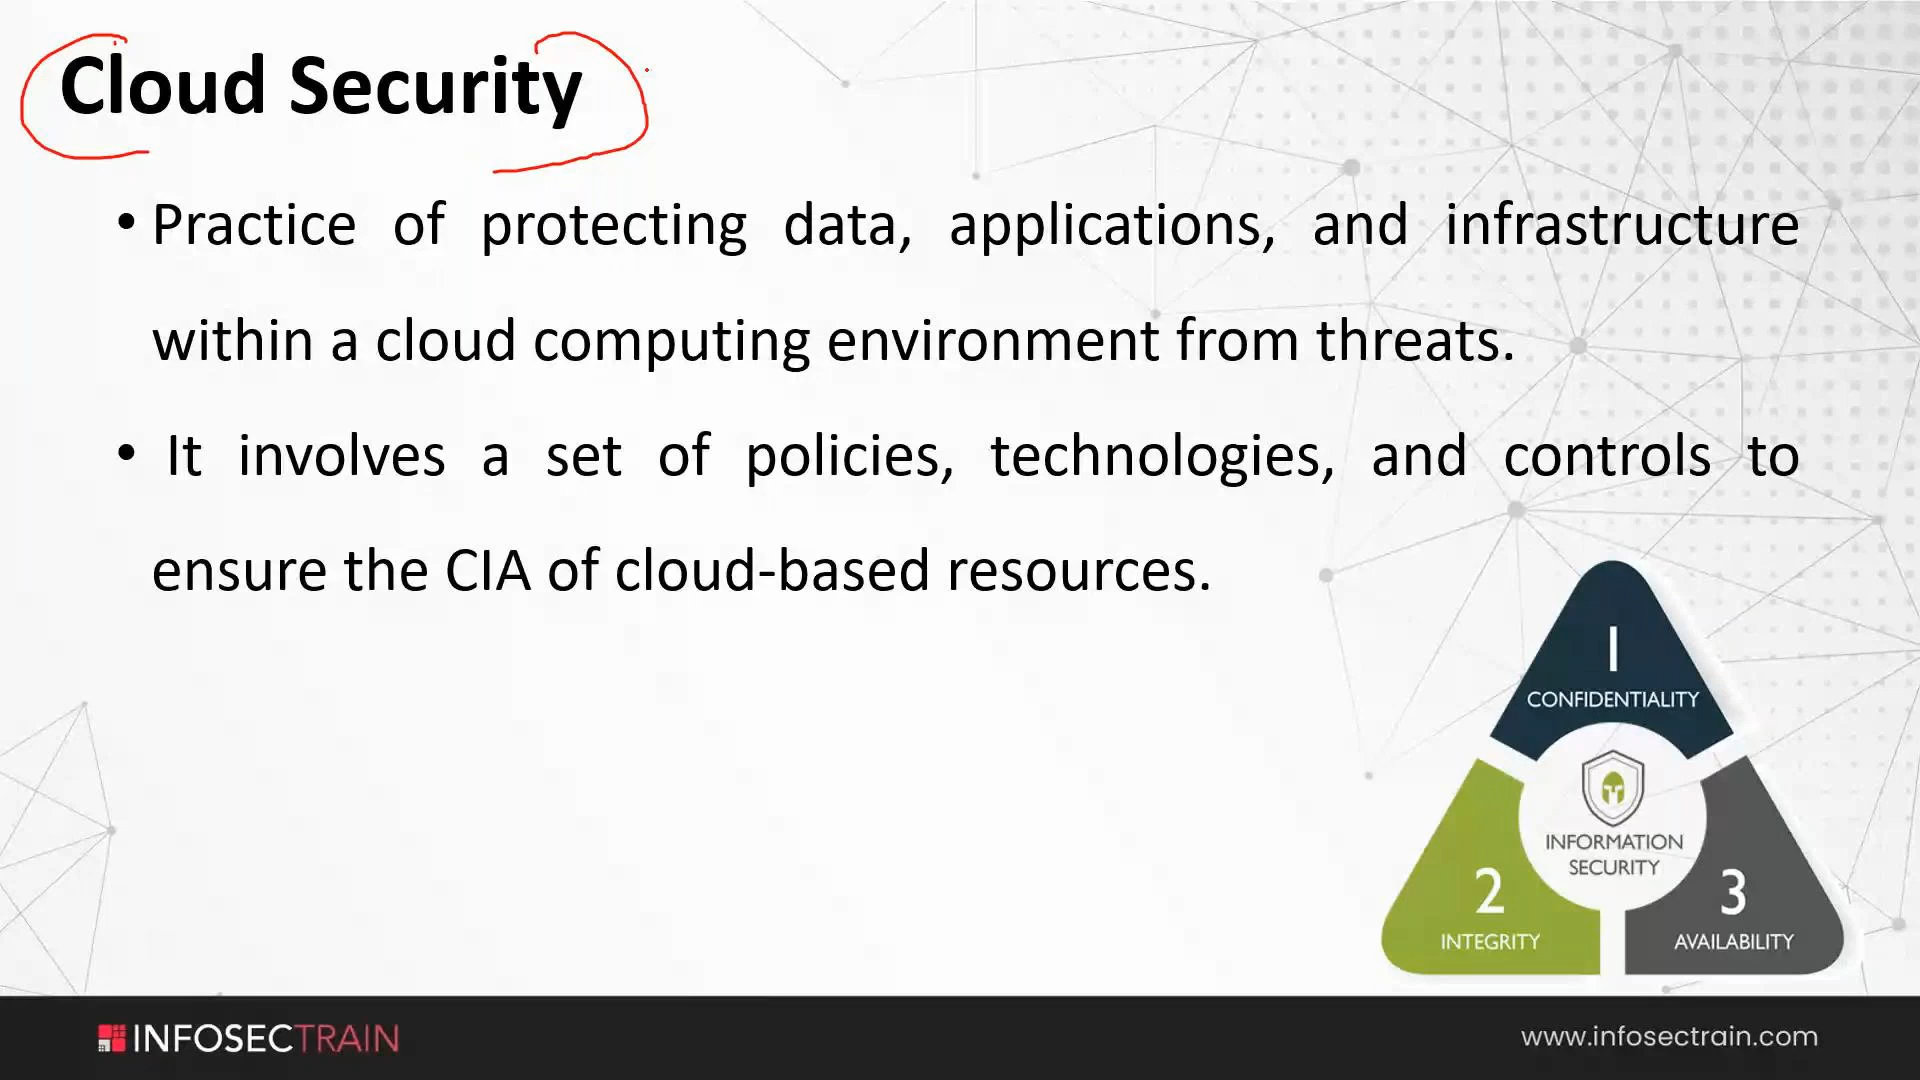 Cloud Security
• Practice of protecting data, applications, and infrastructure
within a cloud computing environment from threats.
• It involves a set of policies, technologies, and controls to
ensure the CIA of cloud-based resources.
1
CONFIDENTIALITY
INFORMATION
SECURITY
2
INTEGRITY
3
AVAILABILITY
INFOSECTRAIN
www.infosectrain.com